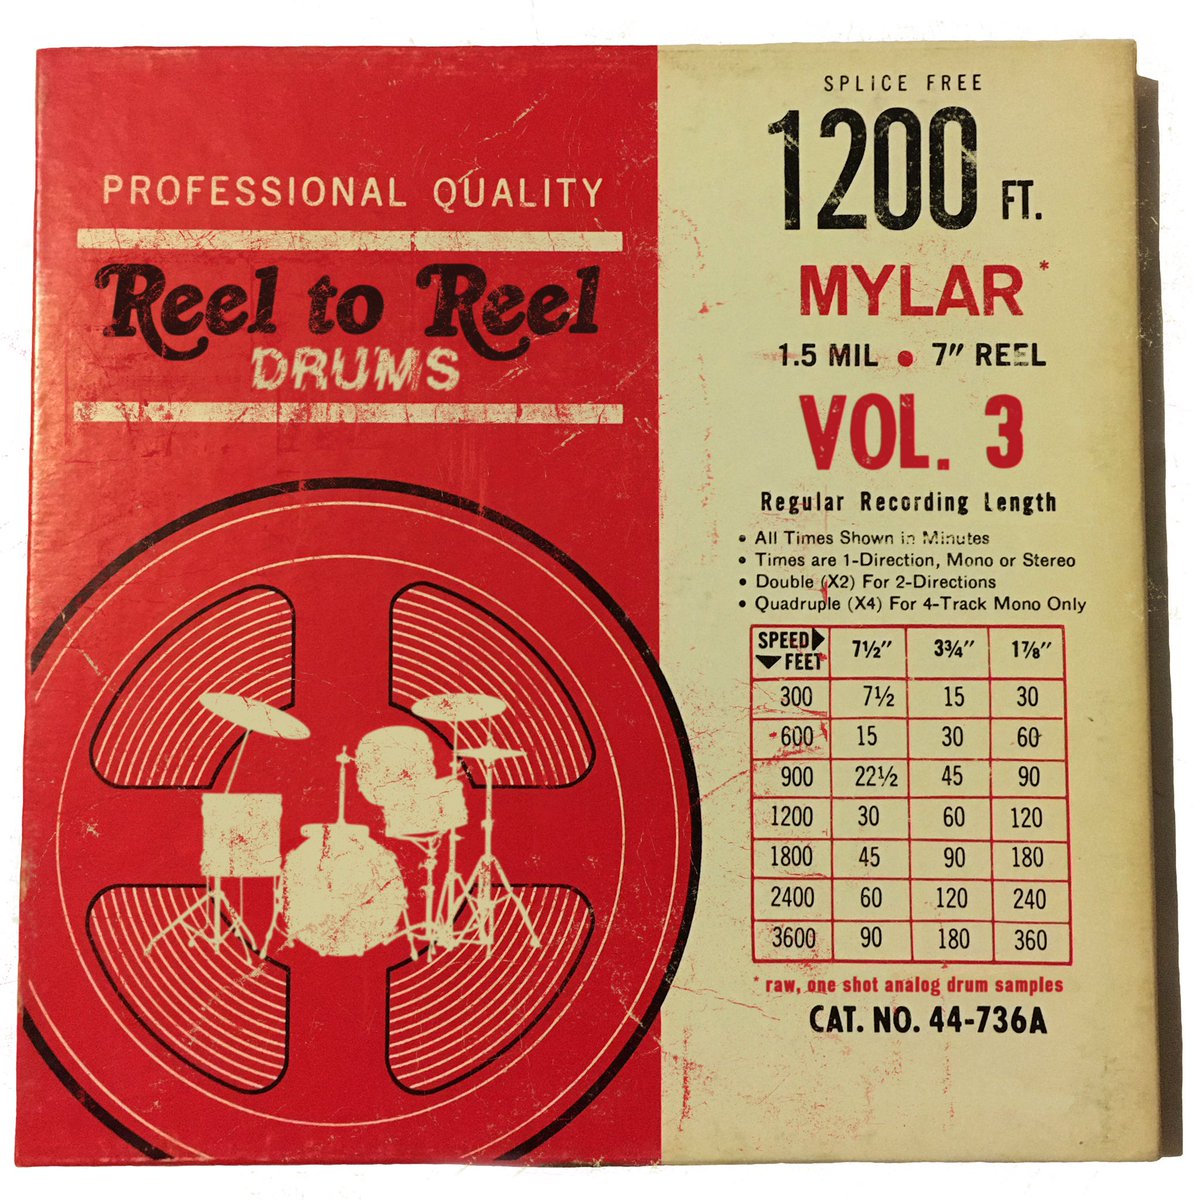 PROFESSIONAL QUALITY
Reel to Reel
DRUMS
SPLICE FREE
1200 FT.
MYLAR*
1.5 MIL • 7" REEL
VOL. 3
Regular Recording Length
• All Times Shown in Minutes
• Times are 1-Direction, Mono or Stereo
• Double (X2) For 2-Directions
• Quadruple (X4) For 4-Track Mono Only
SPEED▶ 7½" 3¾" 1⅞"
▼FEET
300 7½ 15 30
600 15 30 60
900 22½ 45 90
1200 30 60 120
1800 45 90 180
2400 60 120 240
3600 90 180 360
* raw, one shot analog drum samples
CAT. NO. 44-736A